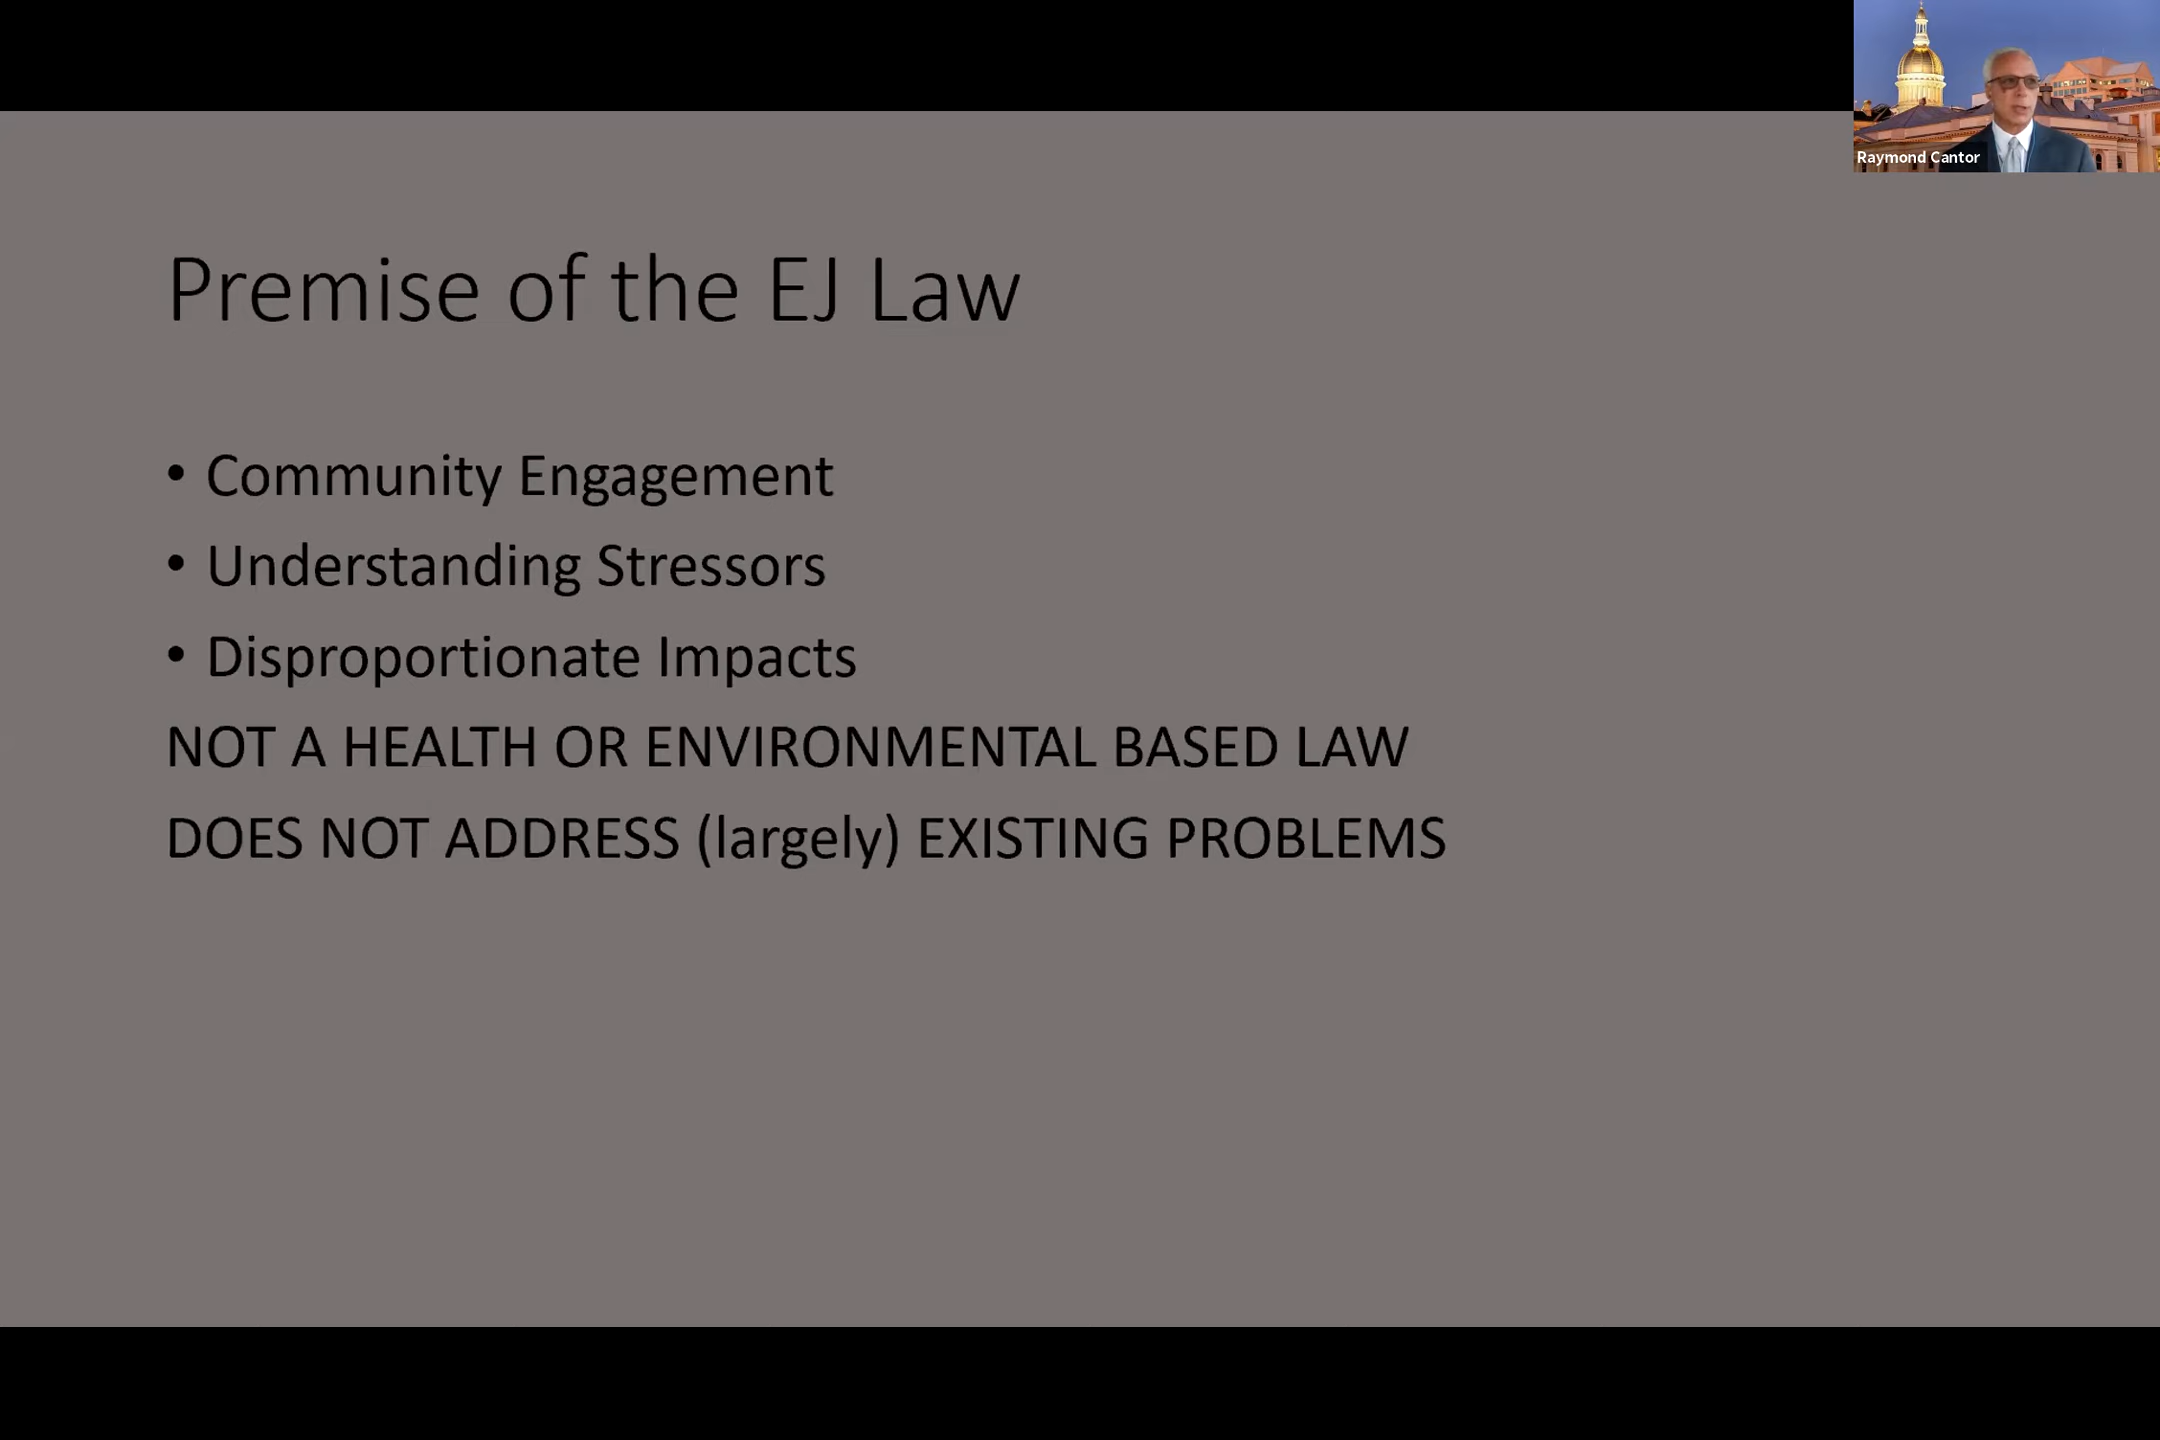 Raymond Cantor
Premise of the EJ Law
• Community Engagement
• Understanding Stressors
• Disproportionate Impacts
NOT A HEALTH OR ENVIRONMENTAL BASED LAW
DOES NOT ADDRESS (largely) EXISTING PROBLEMS